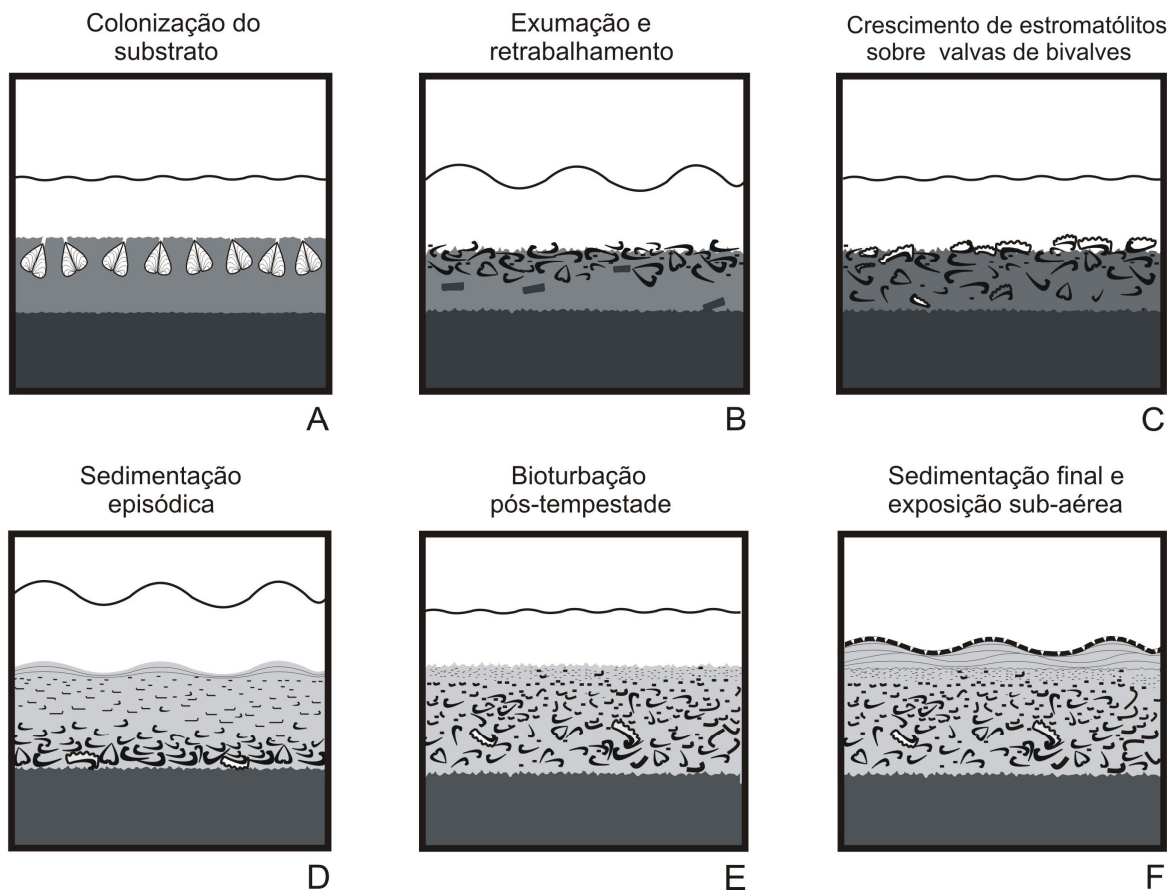 Colonização do
substrato
Exumação e
retrabalhamento
Crescimento de estromatólitos
sobre valvas de bivalves
A
B
C
Sedimentação
episódica
Bioturbação
pós-tempestade
Sedimentação final e
exposição sub-aérea
D
E
F